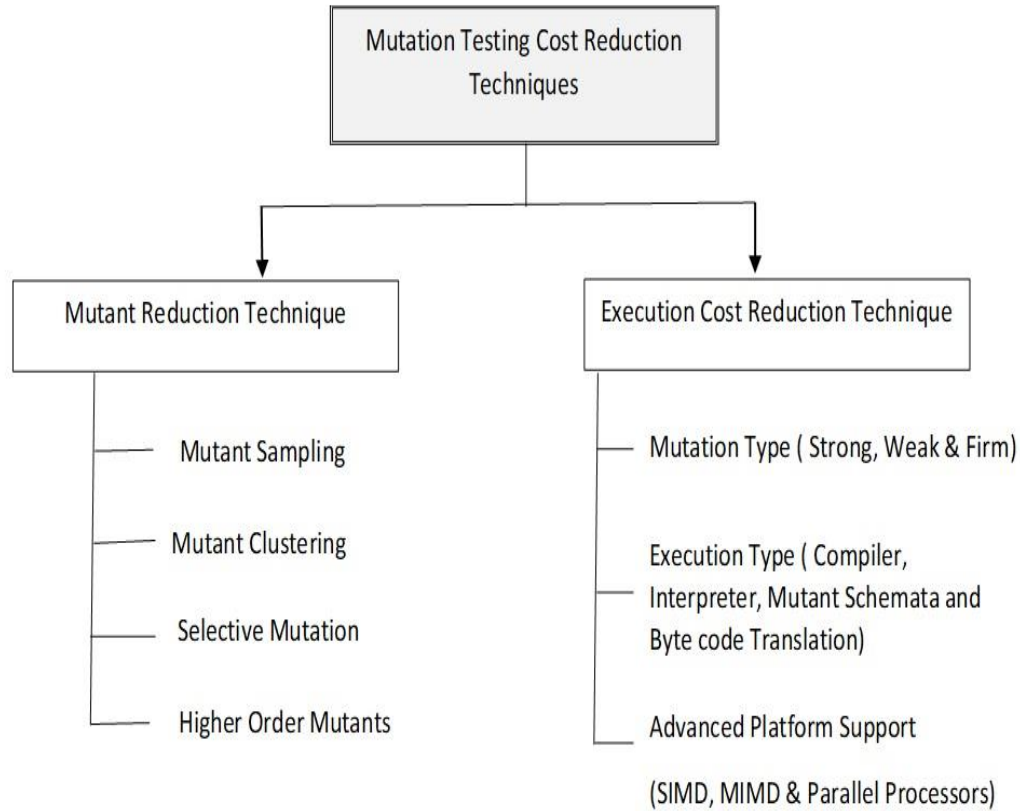 Mutation Testing Cost Reduction
Techniques
Mutant Reduction Technique
Mutant Sampling
Mutant Clustering
Selective Mutation
Higher Order Mutants
Execution Cost Reduction Technique
Mutation Type ( Strong, Weak & Firm)
Execution Type ( Compiler,
Interpreter, Mutant Schemata and
Byte code Translation)
Advanced Platform Support
(SIMD, MIMD & Parallel Processors)